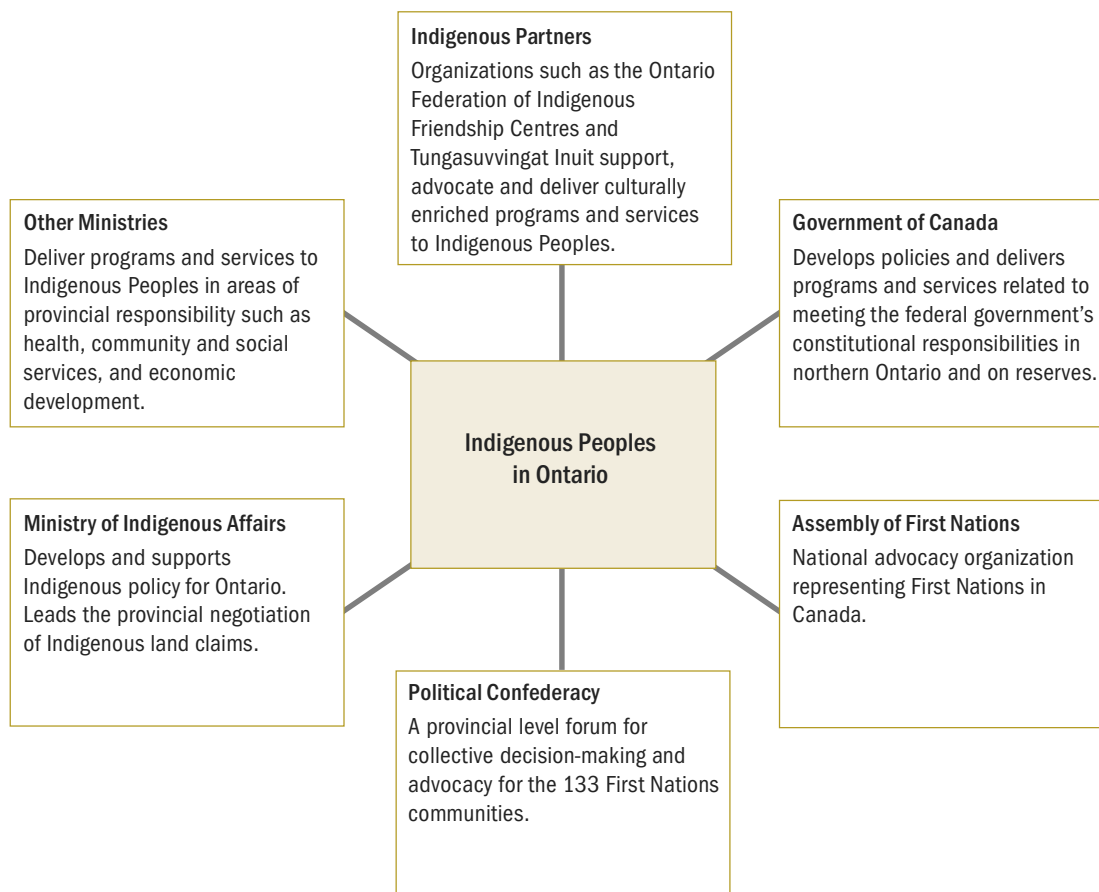 Indigenous Partners
Organizations such as the Ontario
Federation of Indigenous
Friendship Centres and
Tungasuvvingat Inuit support,
advocate and deliver culturally
enriched programs and services
to Indigenous Peoples.
Other Ministries
Deliver programs and services to
Indigenous Peoples in areas of
provincial responsibility such as
health, community and social
services, and economic
development.
Government of Canada
Develops policies and delivers
programs and services related to
meeting the federal government’s
constitutional responsibilities in
northern Ontario and on reserves.
Indigenous Peoples
in Ontario
Ministry of Indigenous Affairs
Develops and supports
Indigenous policy for Ontario.
Leads the provincial negotiation
of Indigenous land claims.
Assembly of First Nations
National advocacy organization
representing First Nations in
Canada.
Political Confederacy
A provincial level forum for
collective decision-making and
advocacy for the 133 First Nations
communities.